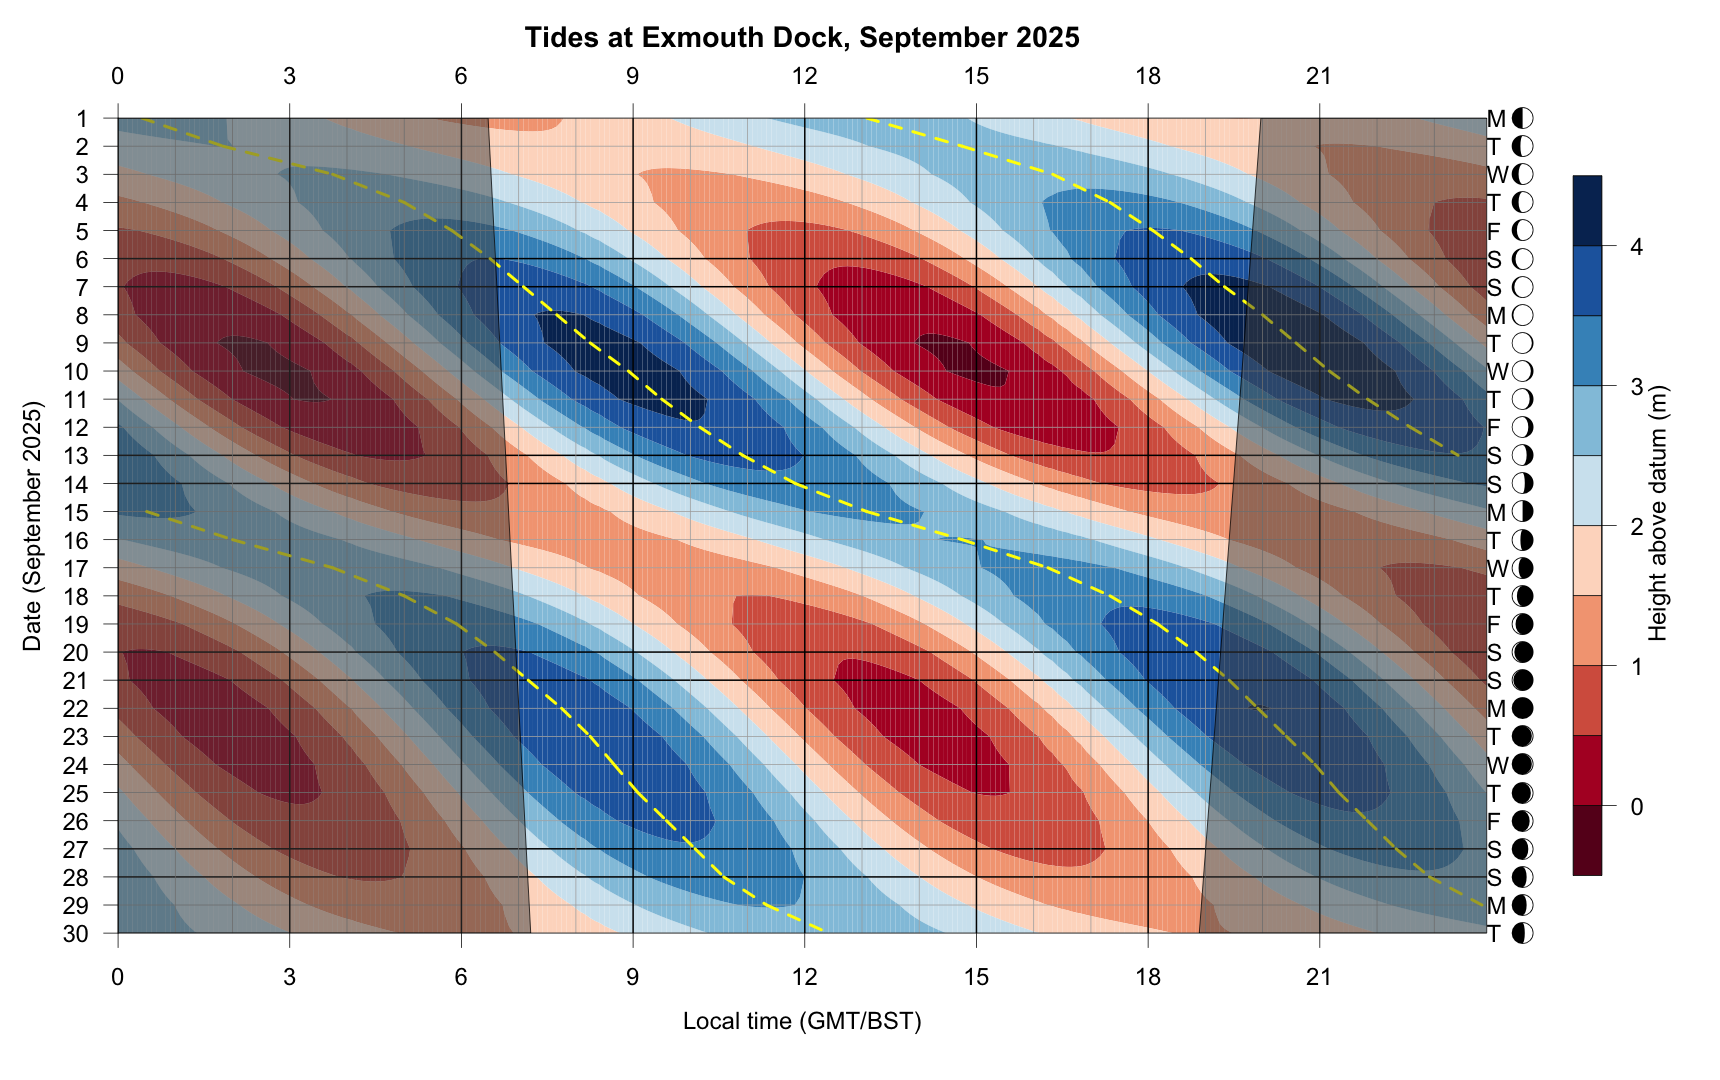 Tides at Exmouth Dock, September 2025
0 3 6 9 12 15 18 21
1 M
2 T
3 W
4 T
5 F
6 S
7 S
8 M
9 T
10 W
11 T
12 F
13 S
14 S
15 M
16 T
17 W
18 T
19 F
20 S
21 S
22 M
23 T
24 W
25 T
26 F
27 S
28 S
29 M
30 T
0 3 6 9 12 15 18 21
Local time (GMT/BST)
Date (September 2025)
4
3
2
1
0
Height above datum (m)